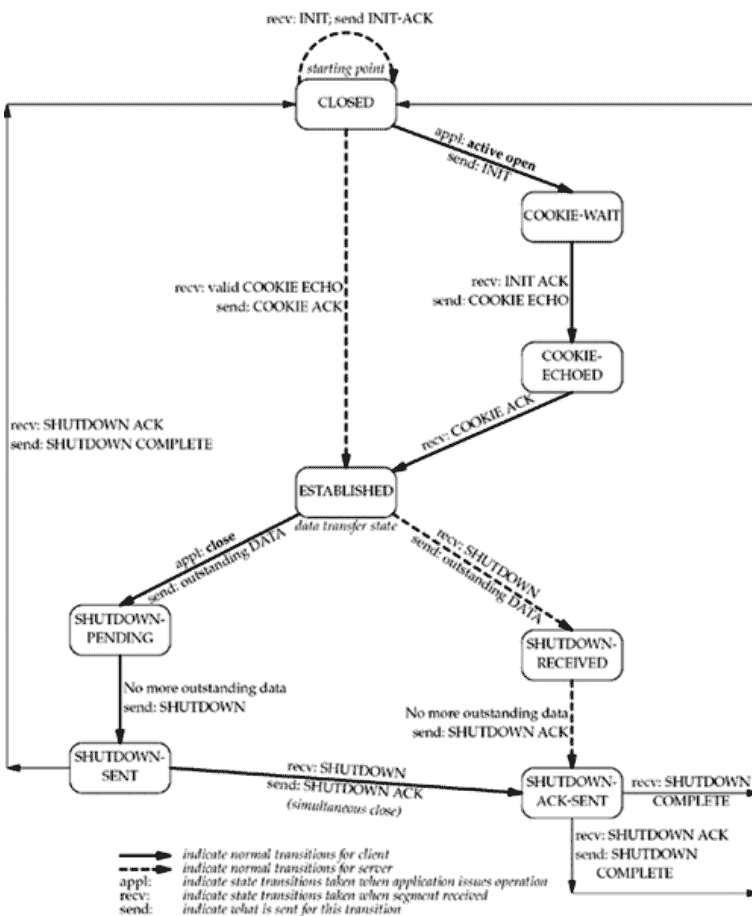 recv: INIT; send INIT-ACK
starting point
CLOSED
appl: active open
send: INIT
COOKIE-WAIT
recv: valid COOKIE ECHO
send: COOKIE ACK
recv: INIT ACK
send: COOKIE ECHO
COOKIE-
ECHOED
recv: COOKIE ACK
recv: SHUTDOWN ACK
send: SHUTDOWN COMPLETE
ESTABLISHED
data transfer state
appl: close
send: outstanding DATA
recv: SHUTDOWN
send: outstanding DATA
SHUTDOWN-
PENDING
SHUTDOWN-
RECEIVED
No more outstanding data
send: SHUTDOWN
No more outstanding data
send: SHUTDOWN ACK
SHUTDOWN-
SENT
recv: SHUTDOWN
send: SHUTDOWN ACK
(simultaneous close)
SHUTDOWN-
ACK-SENT
recv: SHUTDOWN
COMPLETE
recv: SHUTDOWN ACK
send: SHUTDOWN
COMPLETE
indicate normal transitions for client
indicate normal transitions for server
appl: indicate state transitions taken when application issues operation
recv: indicate state transitions taken when segment received
send: indicate what is sent for this transition